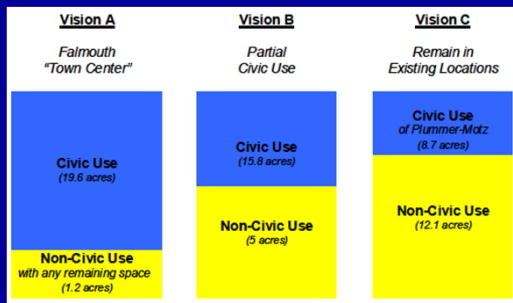 Vision A
Falmouth
"Town Center"
Civic Use
(19.6 acres)
Non-Civic Use
with any remaining space
(1.2 acres)
Vision B
Partial
Civic Use
Civic Use
(15.8 acres)
Non-Civic Use
(5 acres)
Vision C
Remain in
Existing Locations
Civic Use
of Plummer-Motz
(8.7 acres)
Non-Civic Use
(12.1 acres)